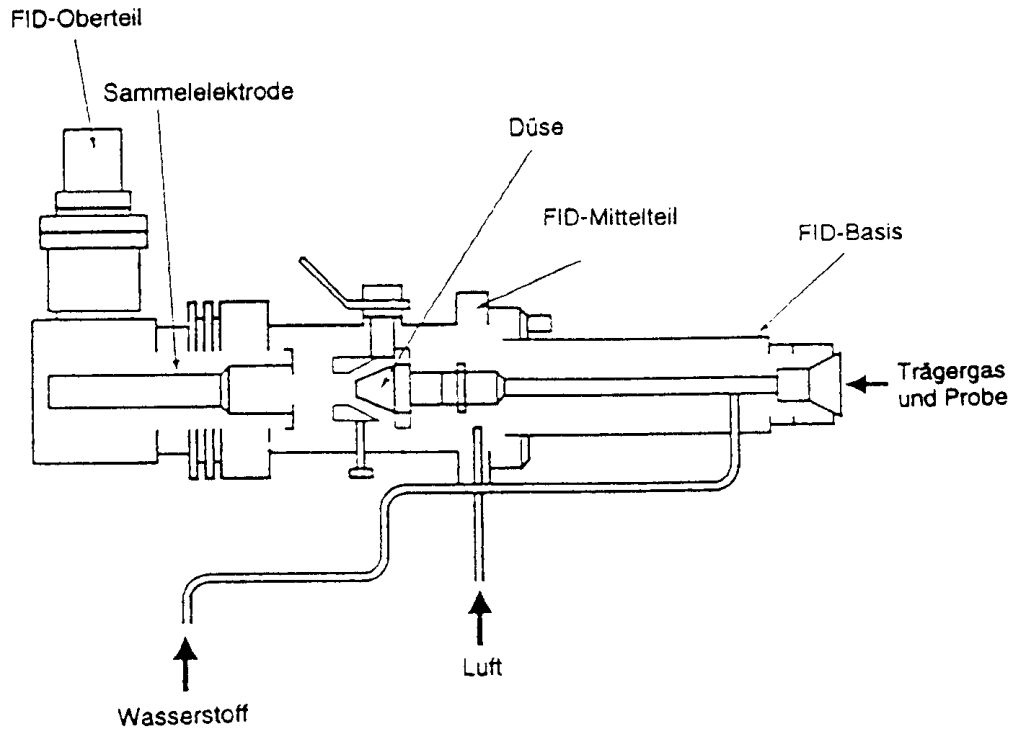 FID-Oberteil
Sammelelektrode
Düse
FID-Mittelteil
FID-Basis
Trägergas
und Probe
Luft
Wasserstoff